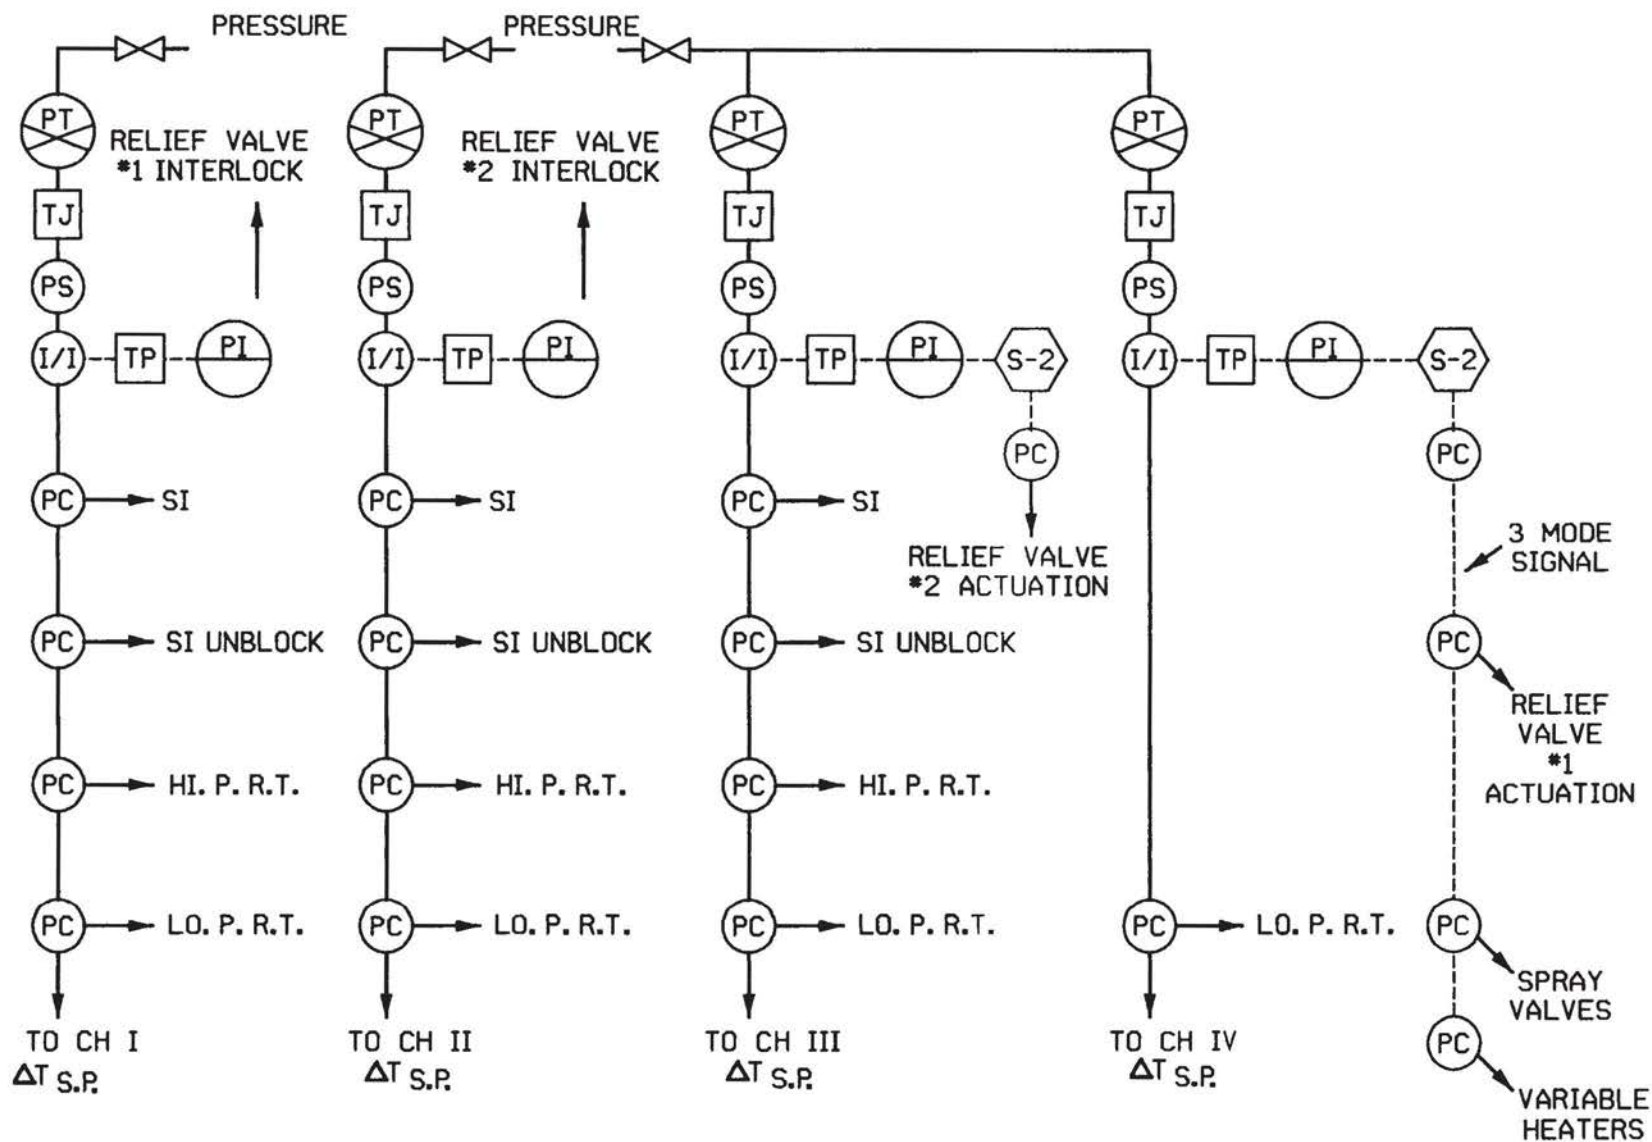 PRESSURE
PRESSURE
PT
PT
PT
PT
RELIEF VALVE
#1 INTERLOCK
RELIEF VALVE
#2 INTERLOCK
TJ
TJ
TJ
TJ
PS
PS
PS
PS
I/I
TP
PI
I/I
TP
PI
I/I
TP
PI
S-2
I/I
TP
PI
S-2
PC
PC
PC
SI
PC
SI
PC
SI
RELIEF VALVE
#2 ACTUATION
3 MODE
SIGNAL
PC
SI UNBLOCK
PC
SI UNBLOCK
PC
SI UNBLOCK
PC
RELIEF
VALVE
#1
ACTUATION
PC
HI. P. R.T.
PC
HI. P. R.T.
PC
HI. P. R.T.
PC
LO. P. R.T.
PC
LO. P. R.T.
PC
LO. P. R.T.
PC
LO. P. R.T.
PC
SPRAY
VALVES
TO CH I
ΔT S.P.
TO CH II
ΔT S.P.
TO CH III
ΔT S.P.
TO CH IV
ΔT S.P.
PC
VARIABLE
HEATERS